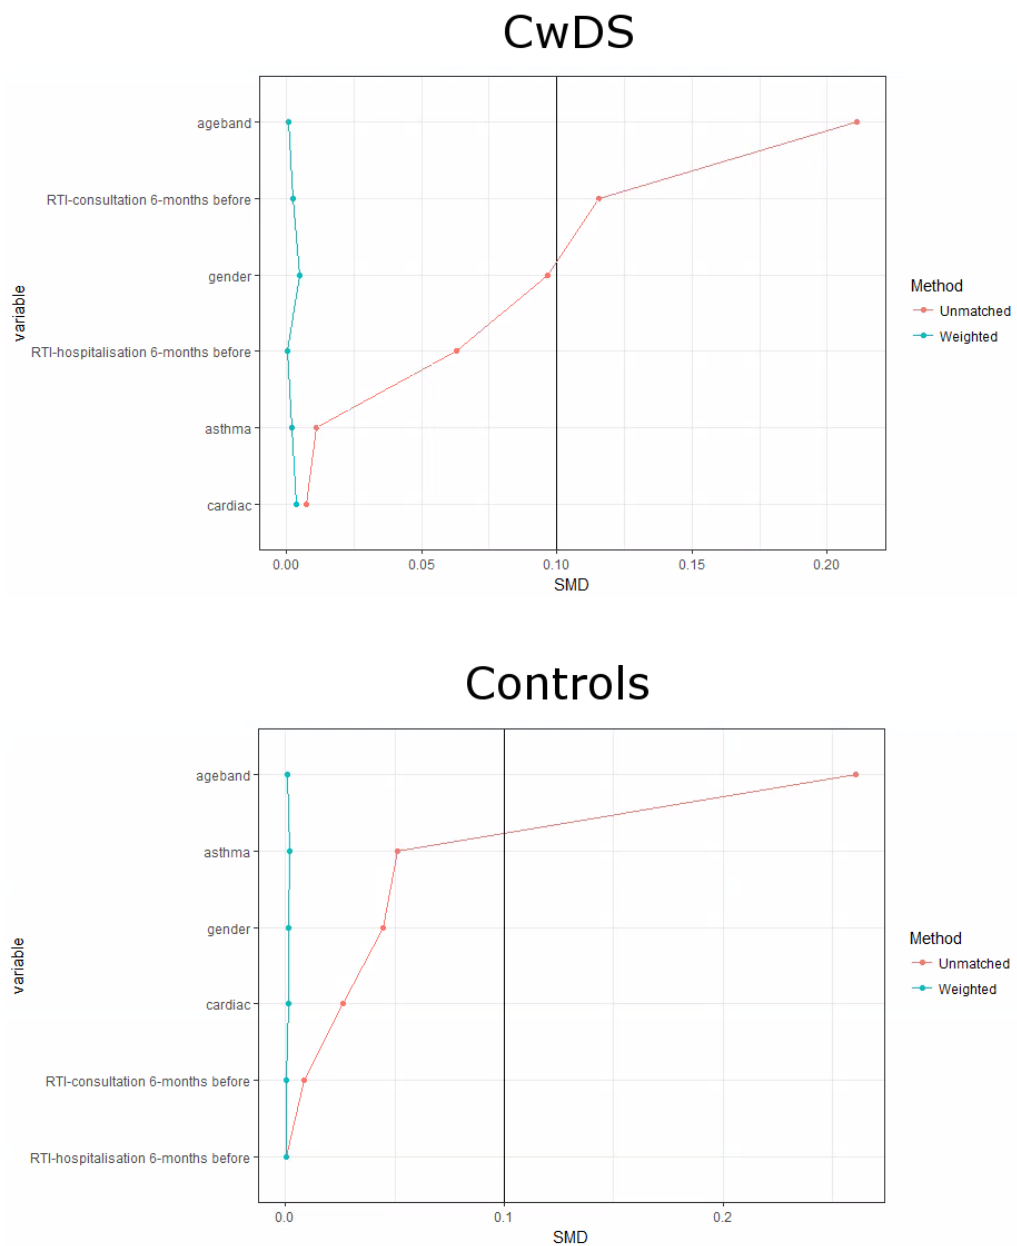 CwDS
ageband
RTI-consultation 6-months before
gender
RTI-hospitalisation 6-months before
asthma
cardiac
variable
0.00 0.05 0.10 0.15 0.20
SMD
Method
Unmatched
Weighted
Controls
ageband
asthma
gender
cardiac
RTI-consultation 6-months before
RTI-hospitalisation 6-months before
variable
0.0 0.1 0.2
SMD
Method
Unmatched
Weighted